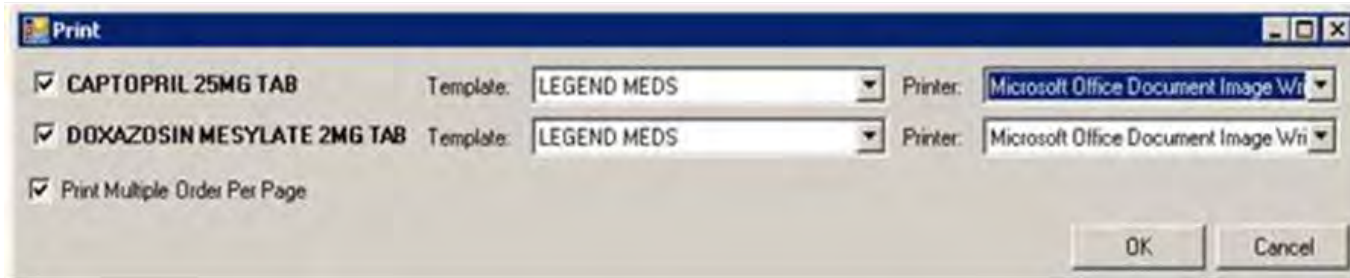 Print
CAPTOPRIL 25MG TAB Template: LEGEND MEDS Printer: Microsoft Office Document Image Wri
DOXAZOSIN MESYLATE 2MG TAB Template: LEGEND MEDS Printer: Microsoft Office Document Image Wri
Print Multiple Order Per Page
OK Cancel